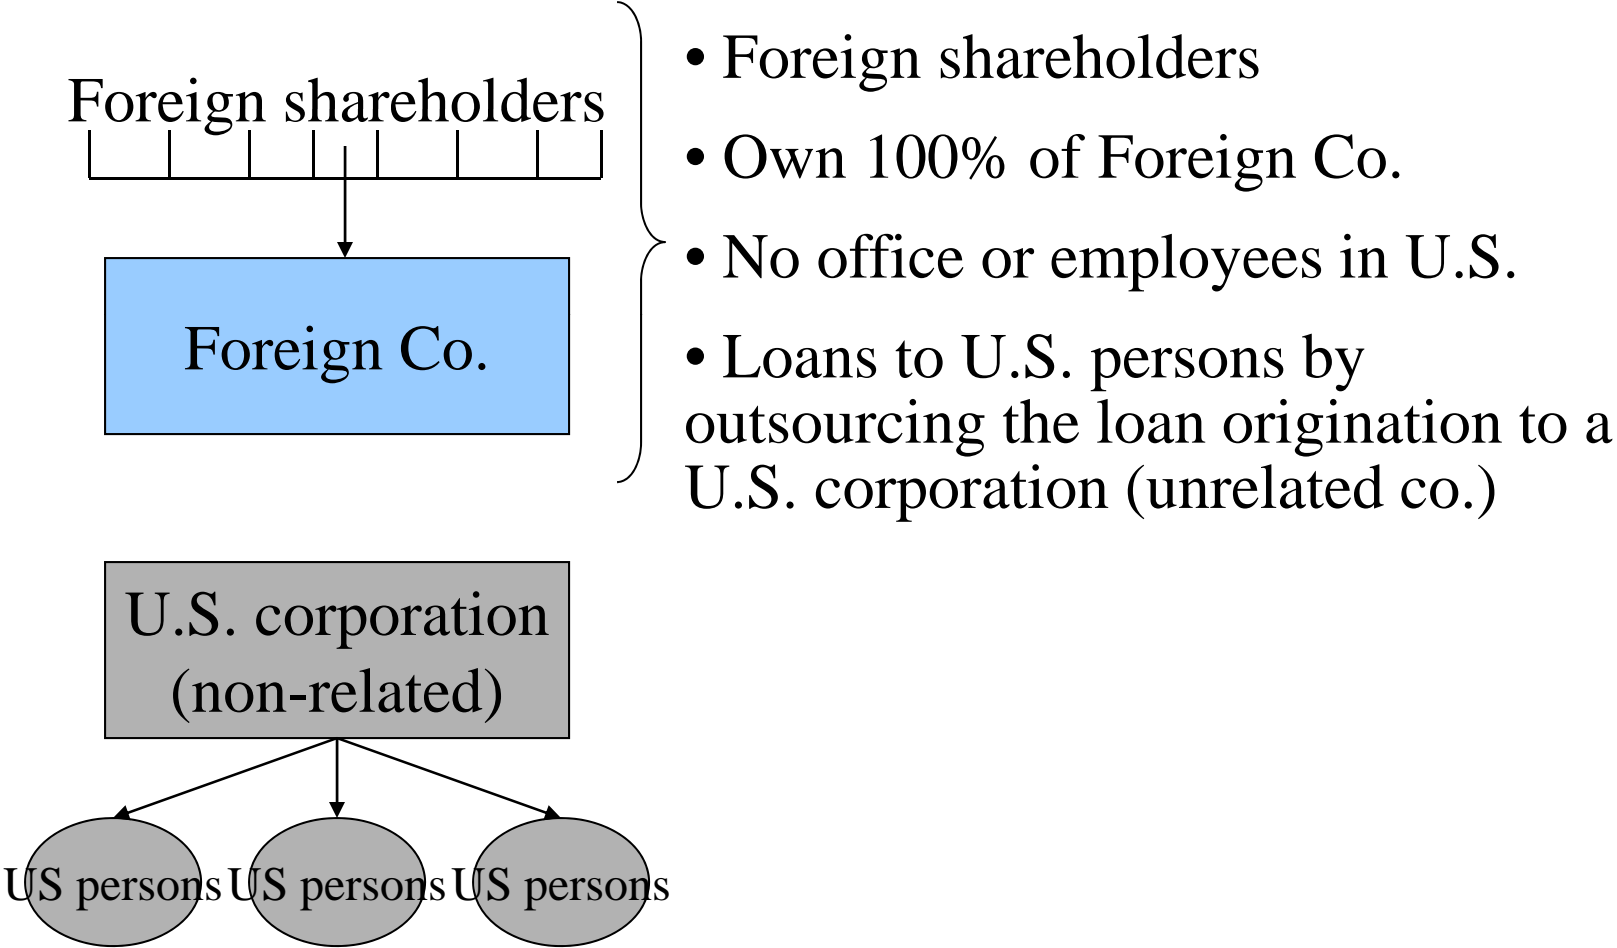 Foreign shareholders
Foreign Co.
• Foreign shareholders
• Own 100% of Foreign Co.
• No office or employees in U.S.
• Loans to U.S. persons by
outsourcing the loan origination to a
U.S. corporation (unrelated co.)
U.S. corporation
(non-related)
US persons US persons US persons